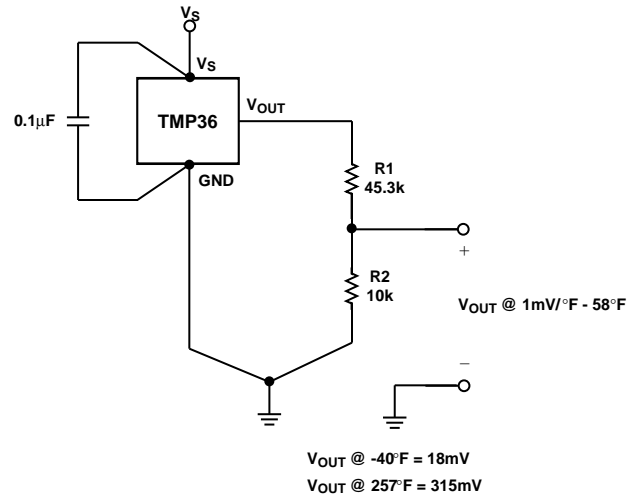 VS
VS
0.1µF
TMP36
VOUT
GND
R1
45.3k
R2
10k
+
VOUT @ 1mV/°F - 58°F
−
VOUT @ -40°F = 18mV
VOUT @ 257°F = 315mV